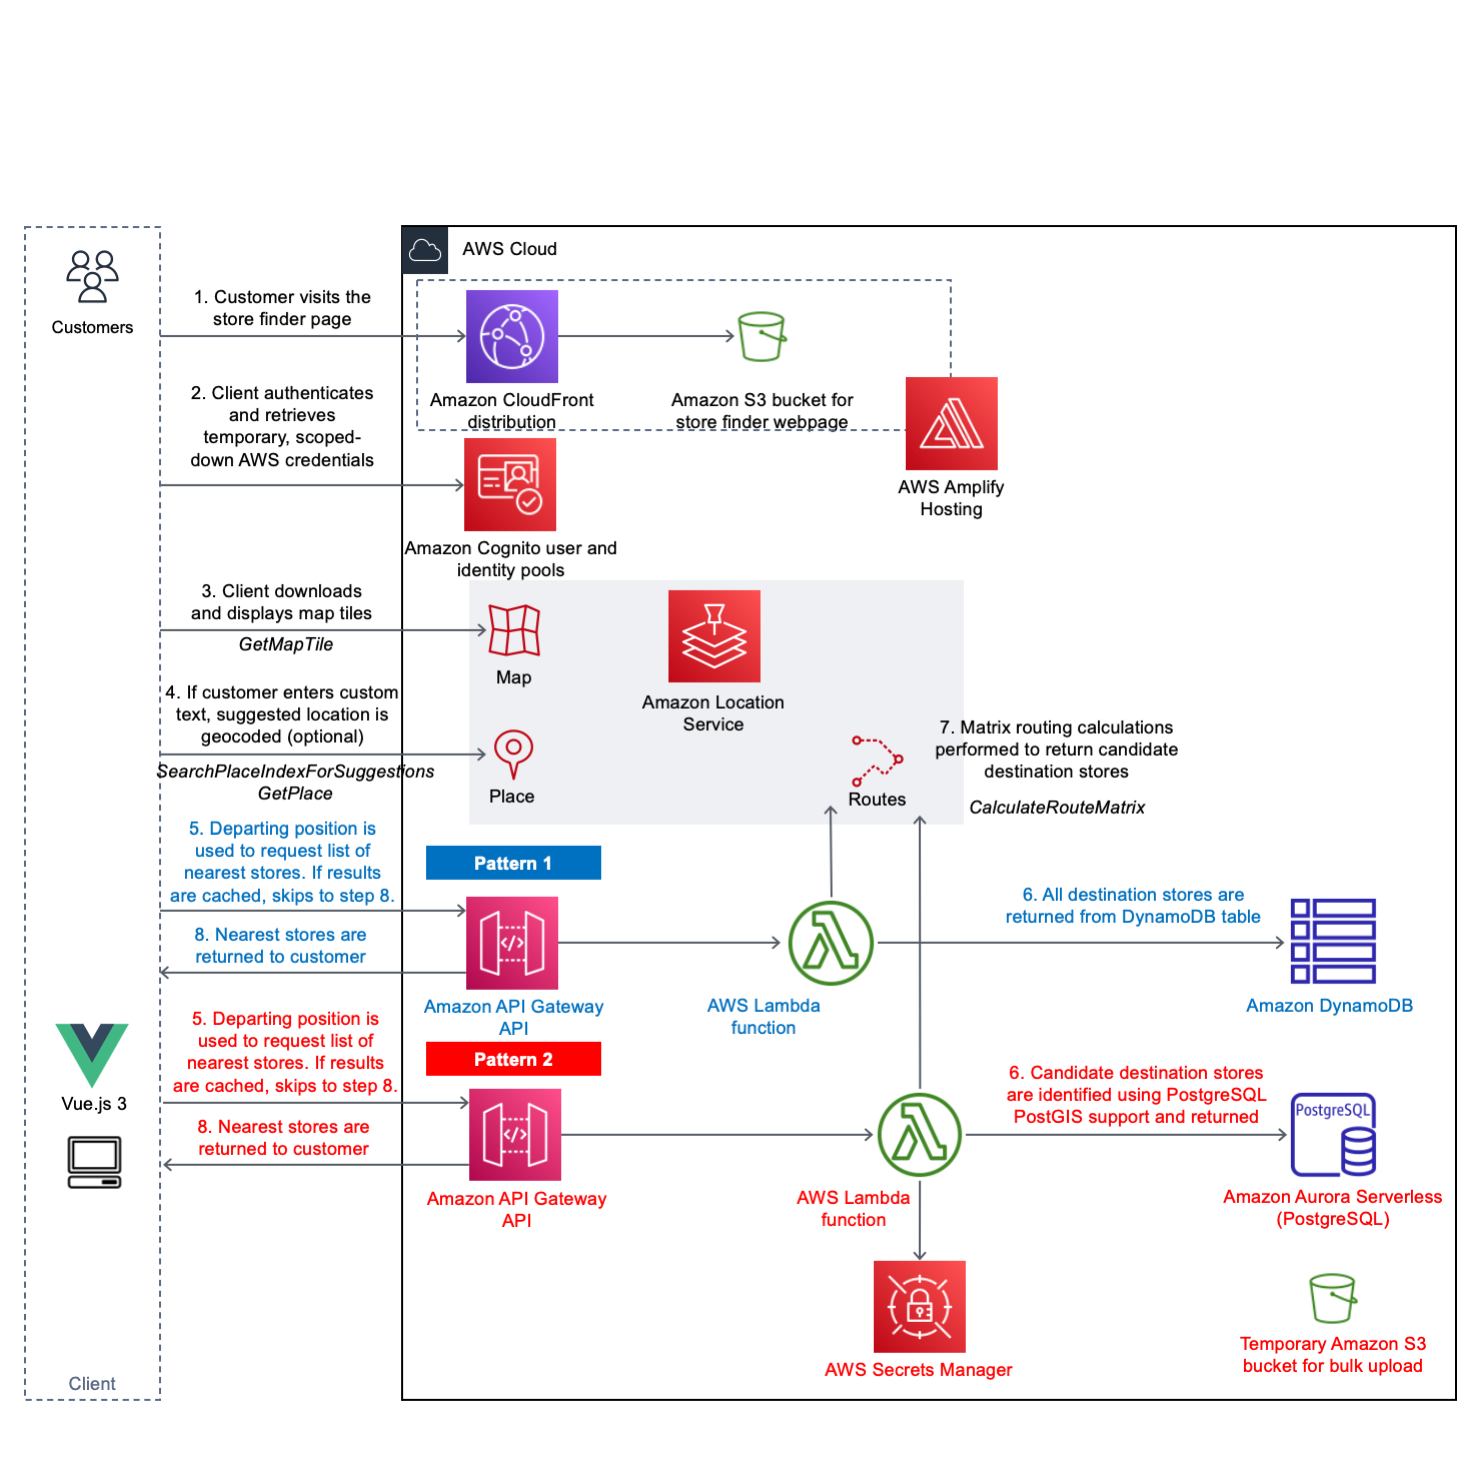 AWS Cloud
Customers
1. Customer visits the
store finder page
Amazon CloudFront
distribution
Amazon S3 bucket for
store finder webpage
2. Client authenticates
and retrieves
temporary, scoped-
down AWS credentials
AWS Amplify
Hosting
Amazon Cognito user and
identity pools
3. Client downloads
and displays map tiles
GetMapTile
Map
Amazon Location
Service
4. If customer enters custom
text, suggested location is
geocoded (optional)
SearchPlaceIndexForSuggestions
GetPlace
Place
Routes
7. Matrix routing calculations
performed to return candidate
destination stores
CalculateRouteMatrix
5. Departing position is
used to request list of
nearest stores. If results
are cached, skips to step 8.
Pattern 1
8. Nearest stores are
returned to customer
Amazon API Gateway
API
AWS Lambda
function
6. All destination stores are
returned from DynamoDB table
Amazon DynamoDB
5. Departing position is
used to request list of
nearest stores. If results
are cached, skips to step 8.
Pattern 2
Vue.js 3
8. Nearest stores are
returned to customer
Amazon API Gateway
API
AWS Lambda
function
6. Candidate destination stores
are identified using PostgreSQL
PostGIS support and returned
PostgreSQL
Amazon Aurora Serverless
(PostgreSQL)
AWS Secrets Manager
Temporary Amazon S3
bucket for bulk upload
Client